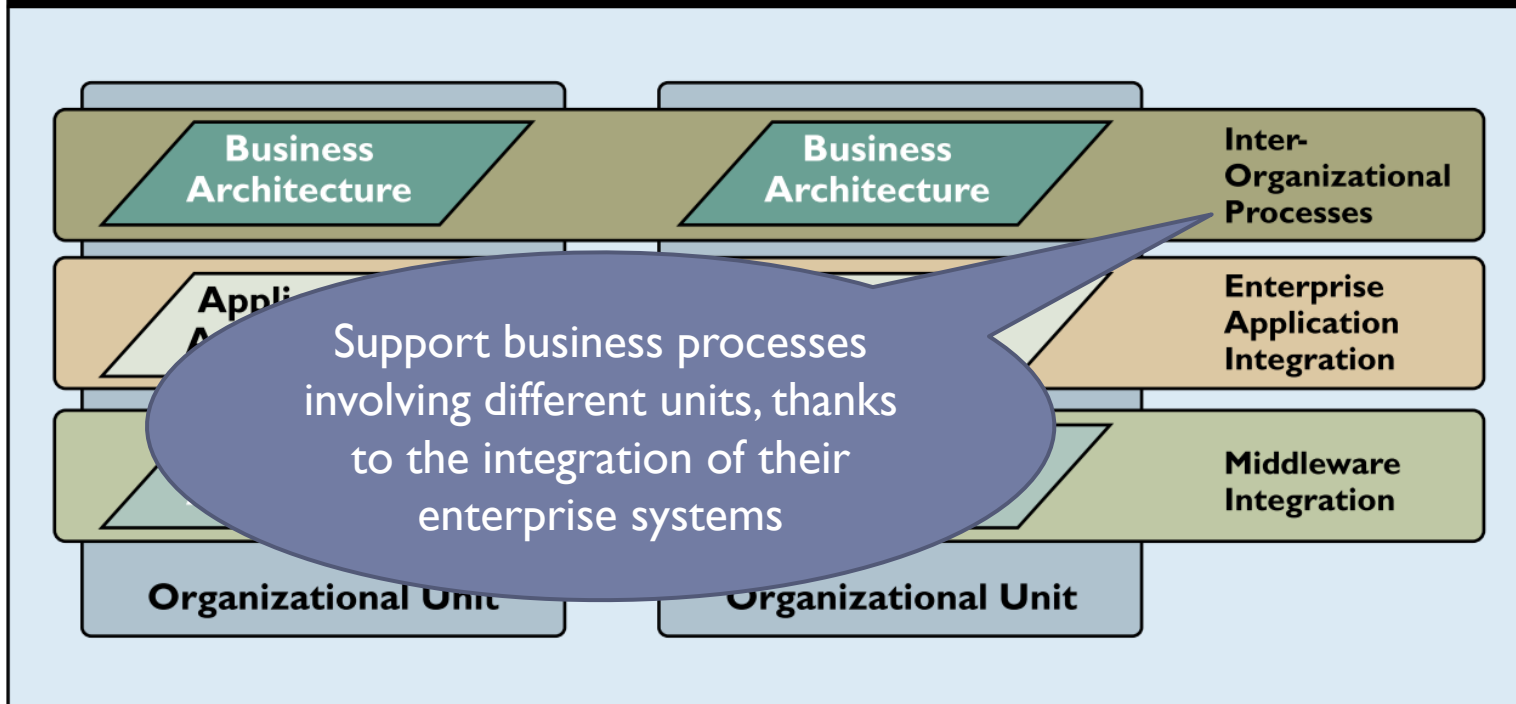 Business
Architecture
Business
Architecture
Inter-
Organizational
Processes
Enterprise
Application
Integration
Support business processes
involving different units, thanks
to the integration of their
enterprise systems
Middleware
Integration
Organizational Unit
Organizational Unit